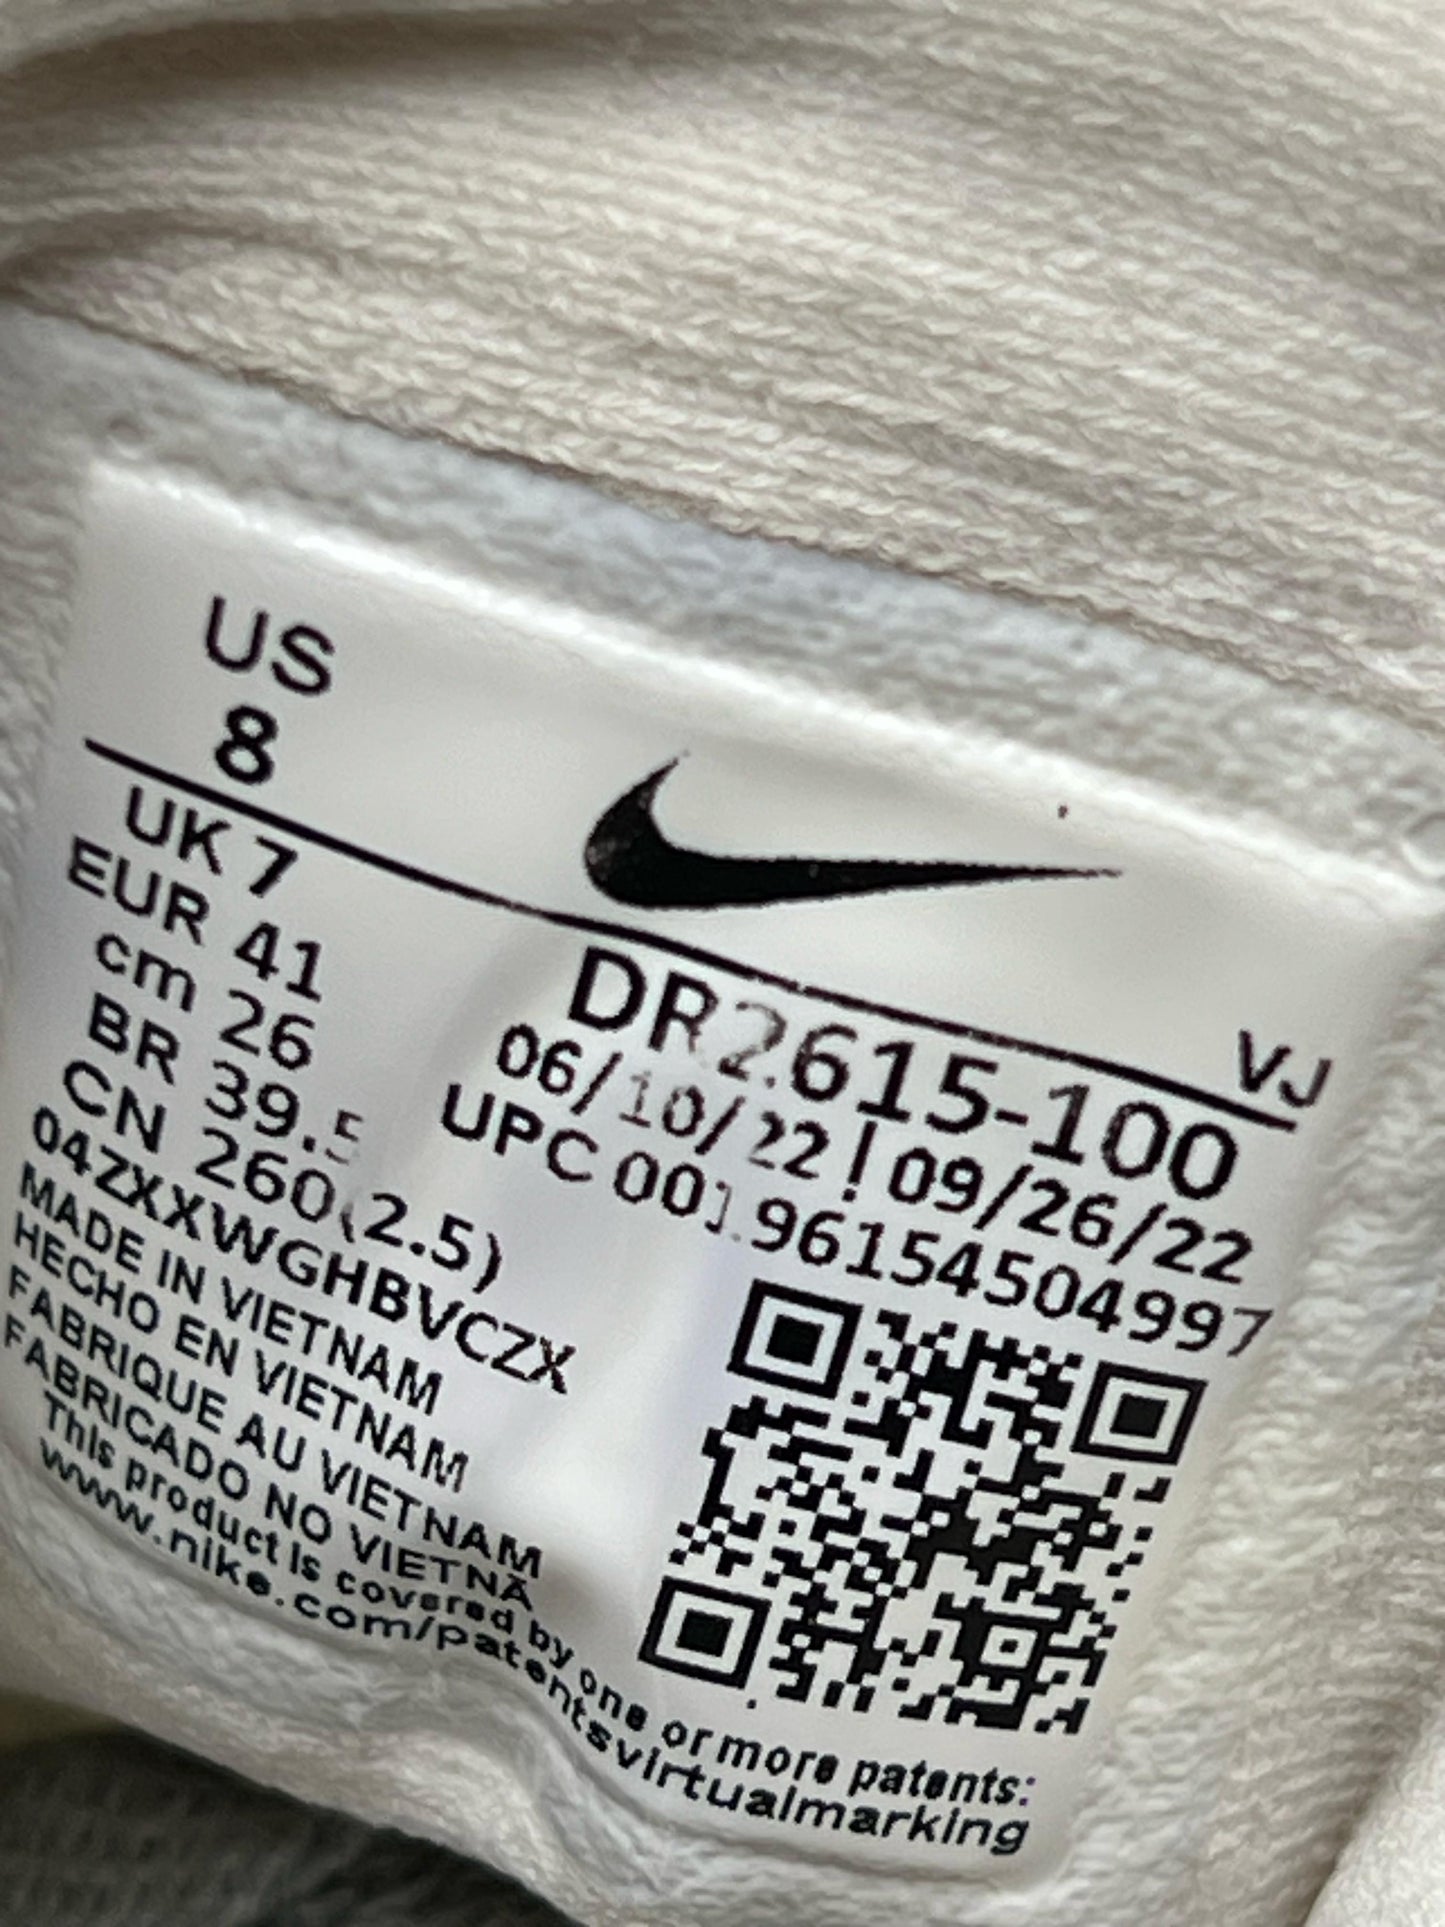 US
8
VJ
UK 7
EUR 41
cm 26
BR 39.5
CN 260(2.5)
04ZXXWGHBVCZX
MADE IN VIETNAM
HECHO EN VIETNAM
FABRIQUE AU VIETNAM
FABRICADO NO VIETNÃ
DR2615-100
06/10/22 ! 09/26/22
UPC 00196154504997
This product is covered by one or more patents:
www.nike.com/patentsvirtualmarking